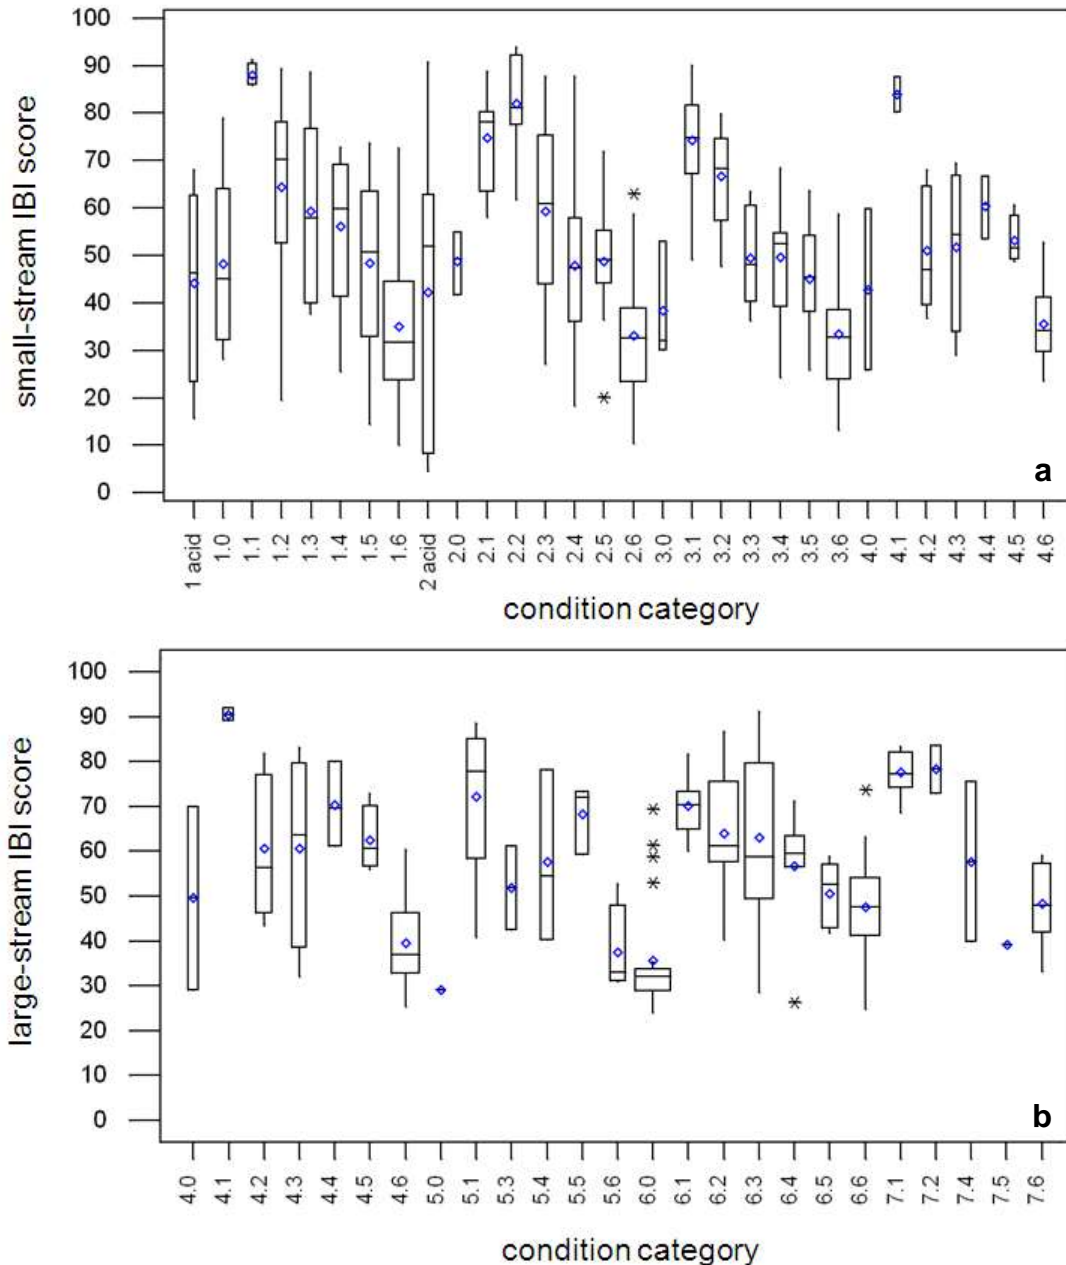 100
90
80
70
60
50
40
30
20
10
0
small-stream IBI score
a
1 acid 1.0 1.1 1.2 1.3 1.4 1.5 1.6 2 acid 2.0 2.1 2.2 2.3 2.4 2.5 2.6 3.0 3.1 3.2 3.3 3.4 3.5 3.6 4.0 4.1 4.2 4.3 4.4 4.5 4.6
condition category
100
90
80
70
60
50
40
30
20
10
0
large-stream IBI score
b
4.0 4.1 4.2 4.3 4.4 4.5 4.6 5.0 5.1 5.3 5.4 5.5 5.6 6.0 6.1 6.2 6.3 6.4 6.5 6.6 7.1 7.2 7.4 7.5 7.6
condition category